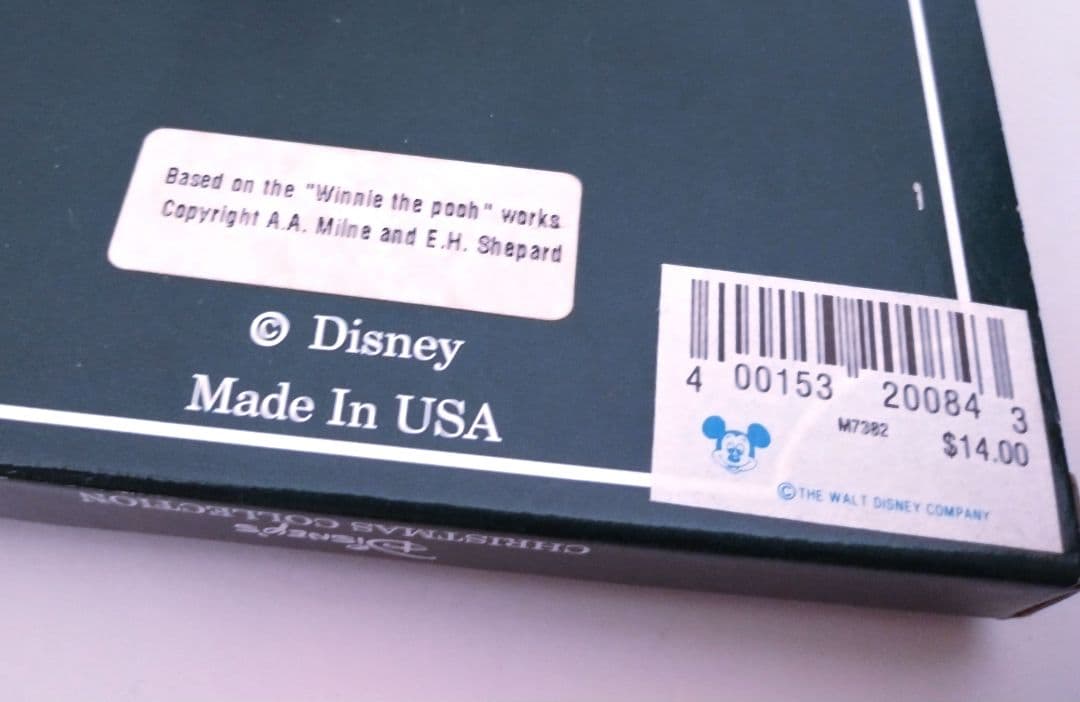 Based on the "Winnie the pooh" works
Copyright A.A. Milne and E.H. Shepard
© Disney
Made In USA
1
4 00153 20084 3
M7382
$14.00
© THE WALT DISNEY COMPANY
DISNEY'S
CHRISTMAS COLLECTION